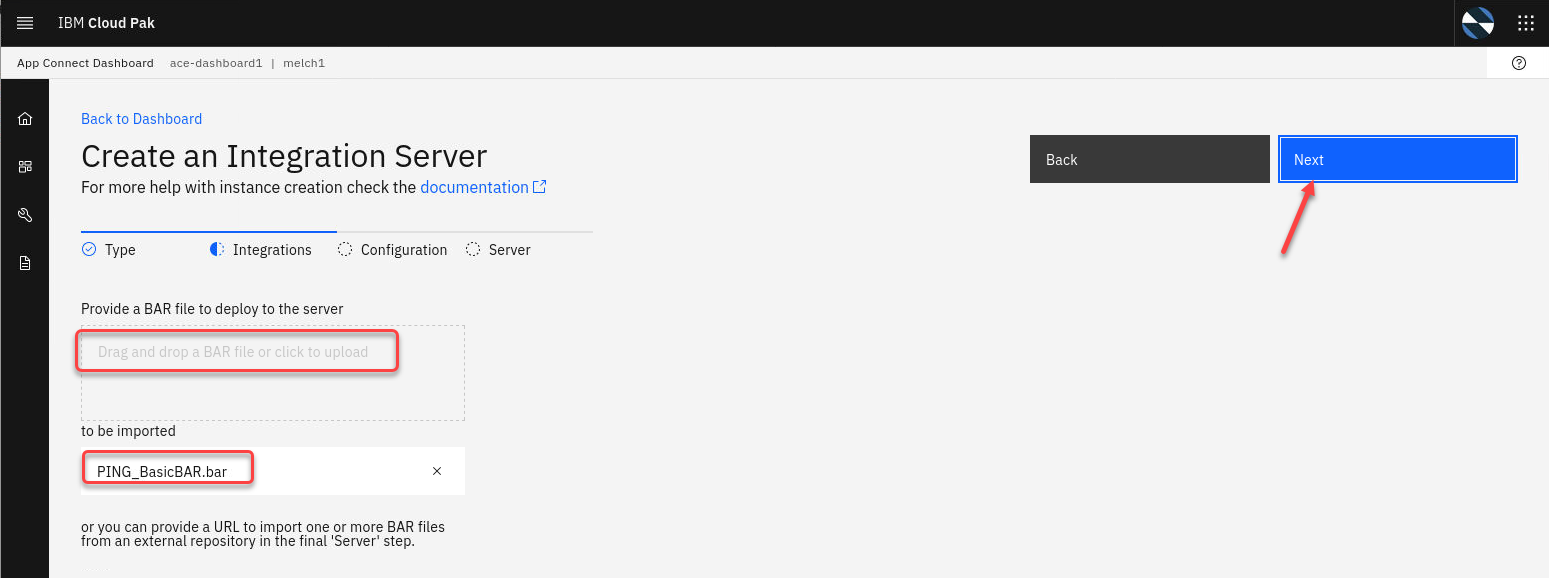 IBM Cloud Pak
App Connect Dashboard ace-dashboard1 | melch1
Back to Dashboard
Create an Integration Server
For more help with instance creation check the documentation
Back
Next
Type
Integrations
Configuration
Server
Provide a BAR file to deploy to the server
Drag and drop a BAR file or click to upload
to be imported
PING_BasicBAR.bar
or you can provide a URL to import one or more BAR files
from an external repository in the final 'Server' step.